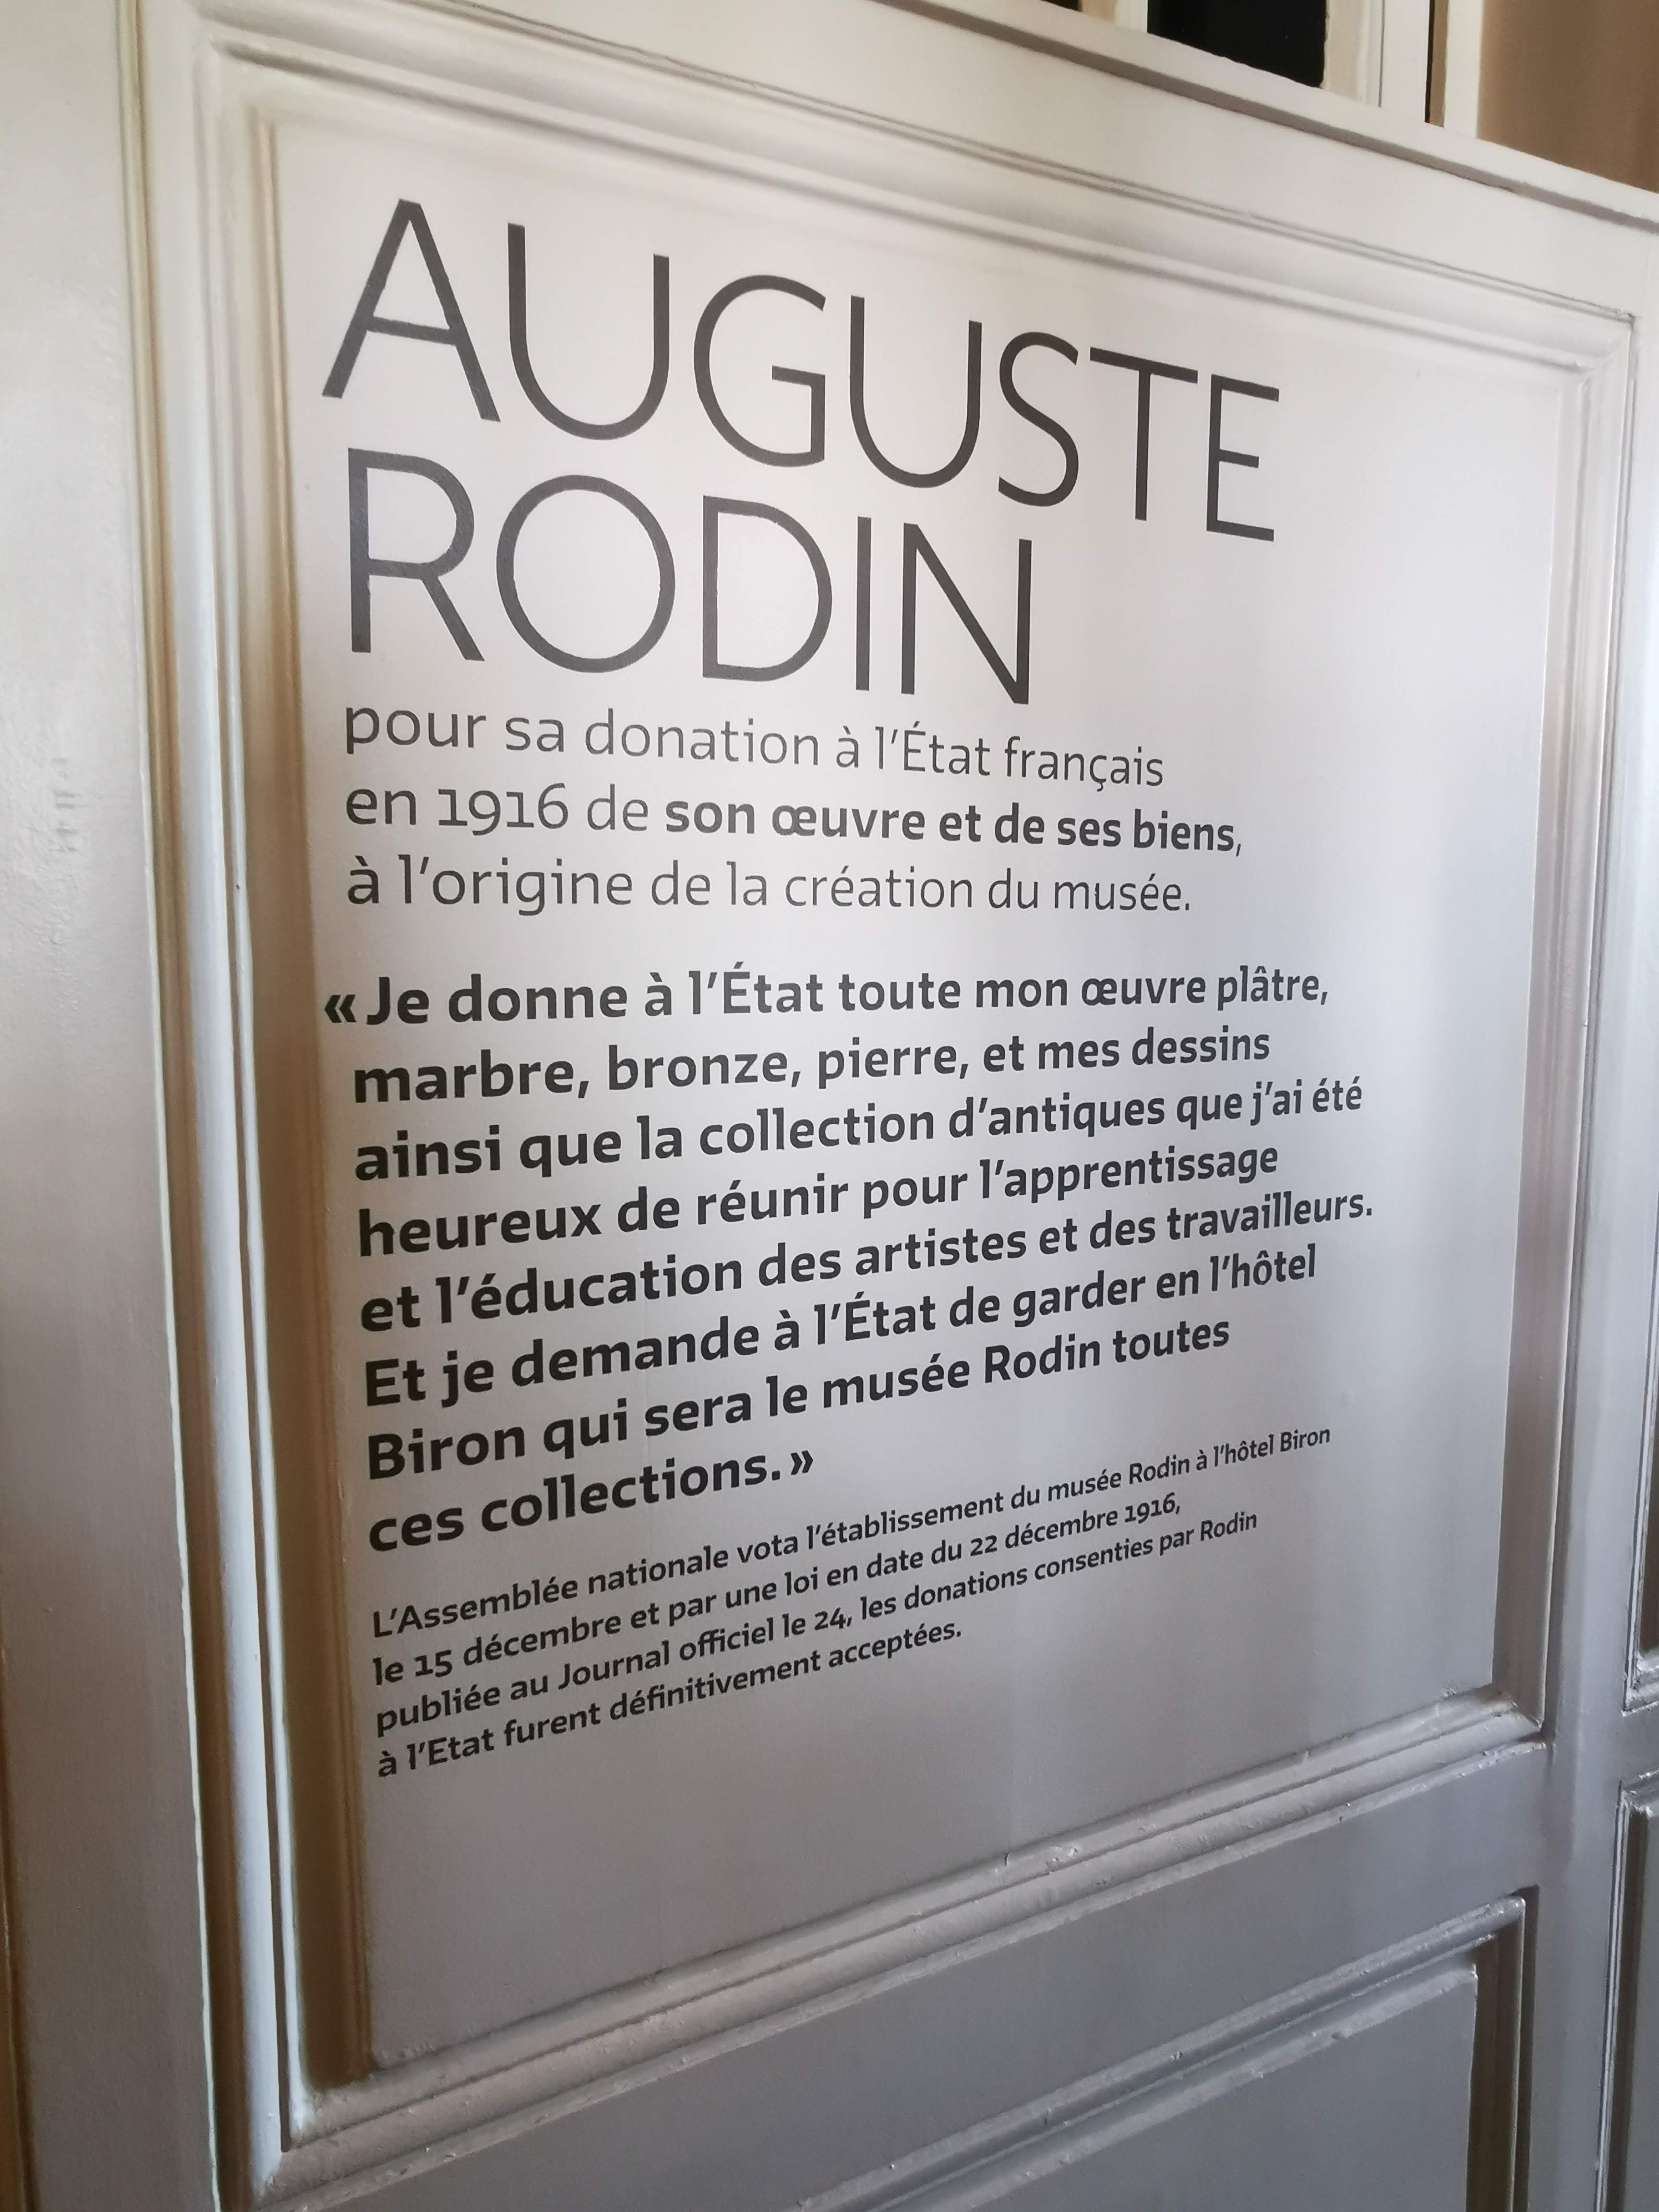 AUGUSTE
RODIN
pour sa donation à l'État français
en 1916 de son œuvre et de ses biens,
à l'origine de la création du musée.
« Je donne à l'État toute mon œuvre plâtre,
marbre, bronze, pierre, et mes dessins
ainsi que la collection d'antiques que j'ai été
heureux de réunir pour l'apprentissage
et l'éducation des artistes et des travailleurs.
Et je demande à l'État de garder en l'hôtel
Biron qui sera le musée Rodin toutes
ces collections. »
L'Assemblée nationale vota l'établissement du musée Rodin à l'hôtel Biron
le 15 décembre et par une loi en date du 22 décembre 1916,
publiée au Journal officiel le 24, les donations consenties par Rodin
à l'Etat furent définitivement acceptées.